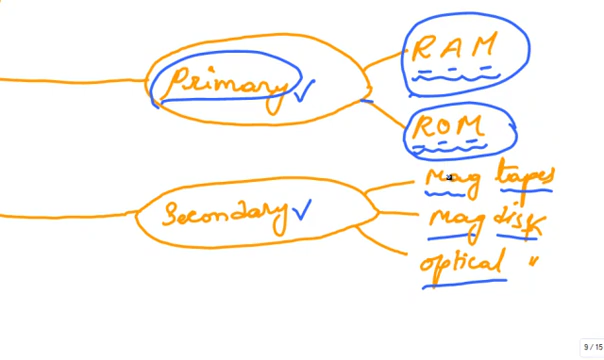 RAM
Primary
ROM
mag tapes
Secondary
mag disk
optical "
9 / 15